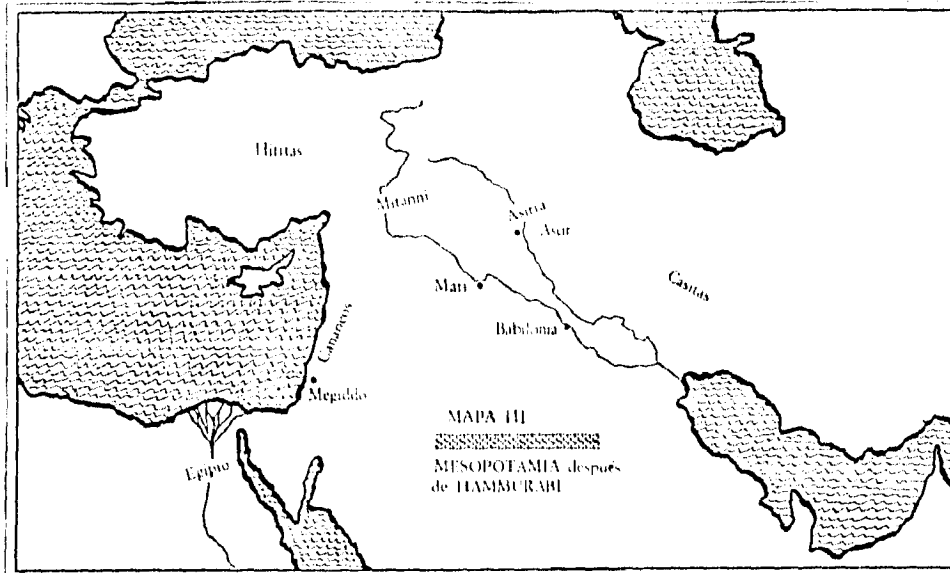 Hititas
Mitanni
Asiria
Asur
Mari
Casitas
Babilonia
Cananeos
Megiddo
Egipto
MAPA III
MESOPOTAMIA después
de HAMMURABI